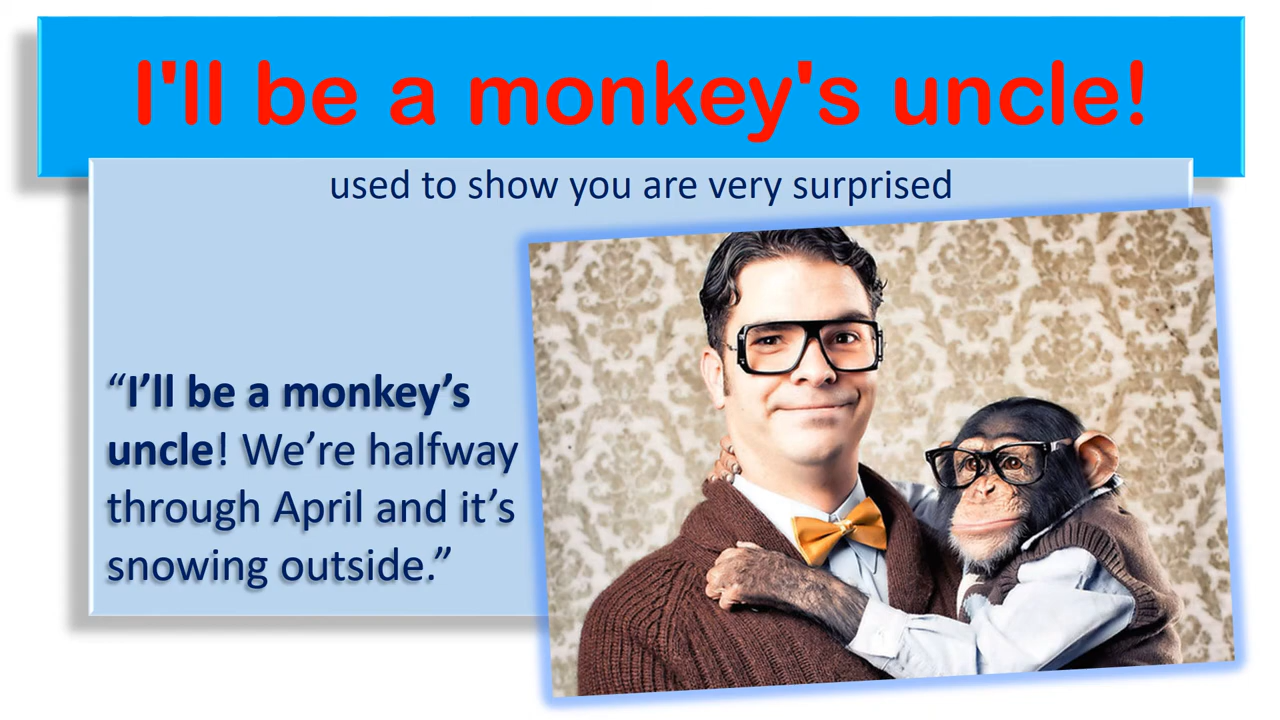 I'll be a monkey's uncle!
used to show you are very surprised
“I’ll be a monkey’s
uncle! We’re halfway
through April and it’s
snowing outside.”